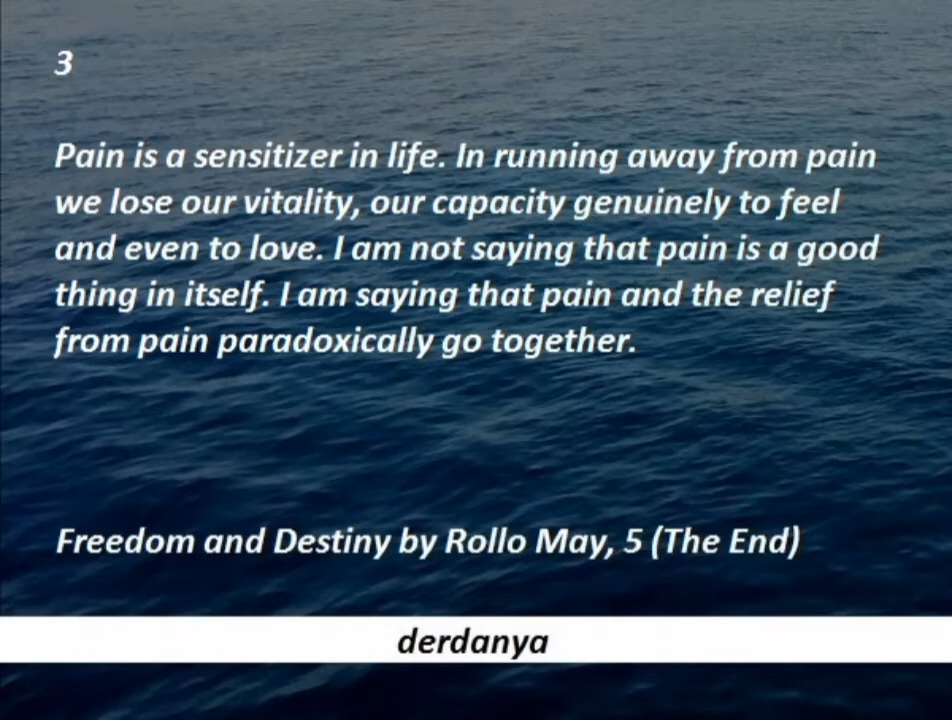 3
Pain is a sensitizer in life. In running away from pain
we lose our vitality, our capacity genuinely to feel
and even to love. I am not saying that pain is a good
thing in itself. I am saying that pain and the relief
from pain paradoxically go together.
Freedom and Destiny by Rollo May, 5 (The End)
derdanya